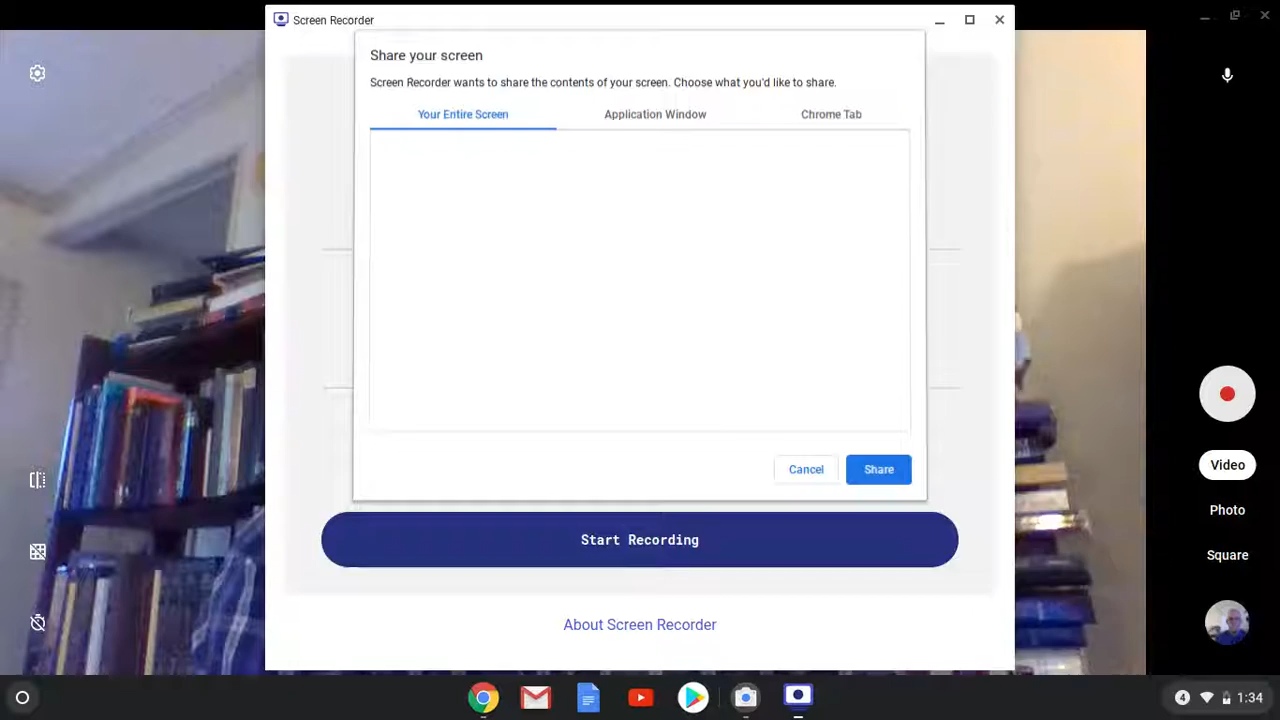 Screen Recorder
Share your screen
Screen Recorder wants to share the contents of your screen. Choose what you'd like to share.
Your Entire Screen
Application Window
Chrome Tab
Cancel
Share
Start Recording
About Screen Recorder
Video
Photo
Square
4
1:34